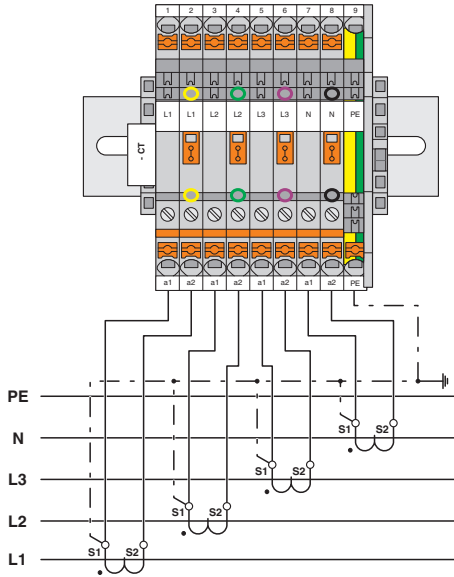 1 2 3 4 5 6 7 8 9
- CT
L1 L1 L2 L2 L3 L3 N N PE
a1 a2 a1 a2 a1 a2 a1 a2 PE
PE
N
S1 S2
L3
S1 S2
L2
S1 S2
L1
S1 S2